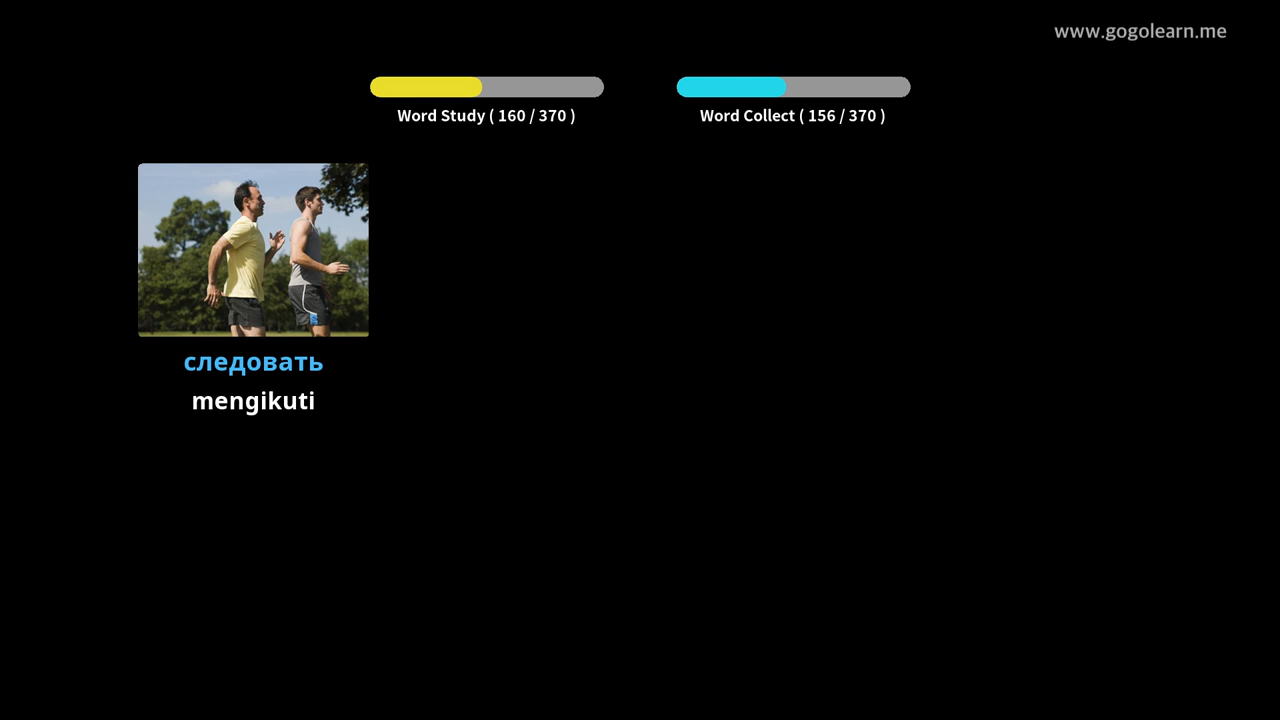 www.gogolearn.me
Word Study ( 160 / 370 )
Word Collect ( 156 / 370 )
следовать
mengikuti